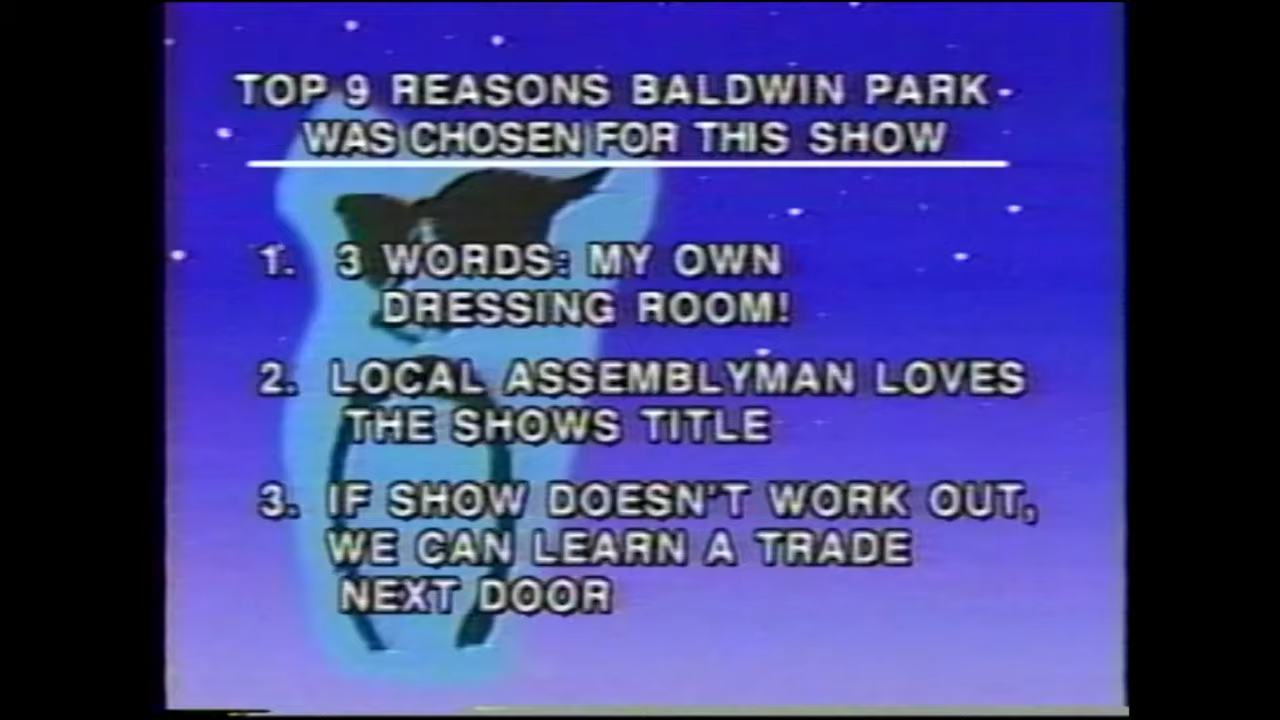 TOP 9 REASONS BALDWIN PARK
WAS CHOSEN FOR THIS SHOW
1. 3 WORDS: MY OWN
DRESSING ROOM!
2. LOCAL ASSEMBLYMAN LOVES
THE SHOWS TITLE
3. IF SHOW DOESN'T WORK OUT,
WE CAN LEARN A TRADE
NEXT DOOR